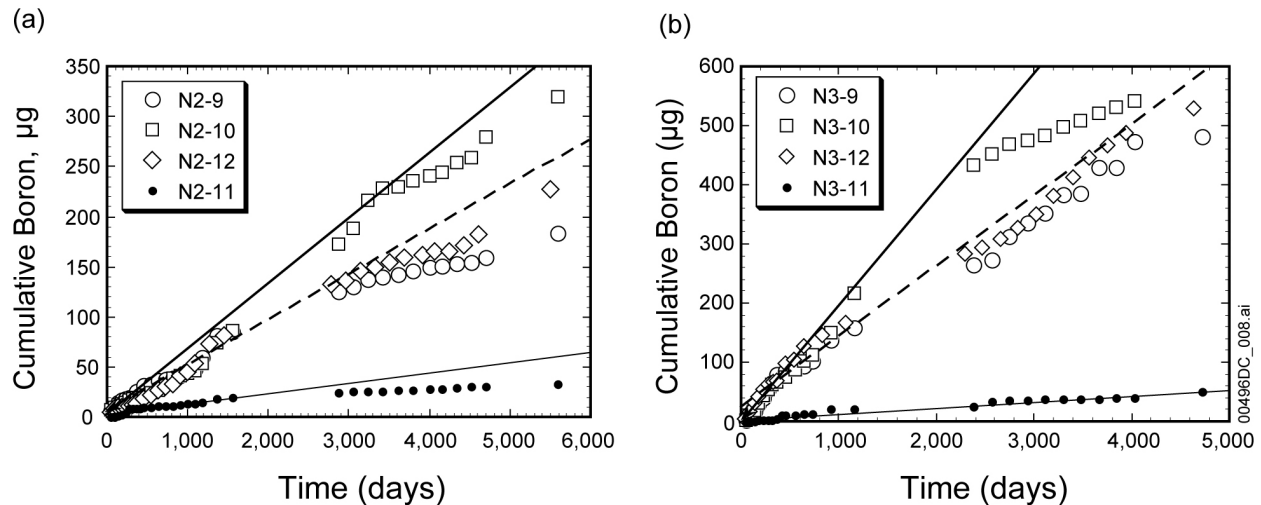 (a)
Cumulative Boron, µg
350
300
250
200
150
100
50
0
N2-9
N2-10
N2-12
N2-11
0
1,000
2,000
3,000
4,000
5,000
6,000
Time (days)
(b)
Cumulative Boron (µg)
600
500
400
300
200
100
0
N3-9
N3-10
N3-12
N3-11
0
1,000
2,000
3,000
4,000
5,000
Time (days)
00496DC_008.ai